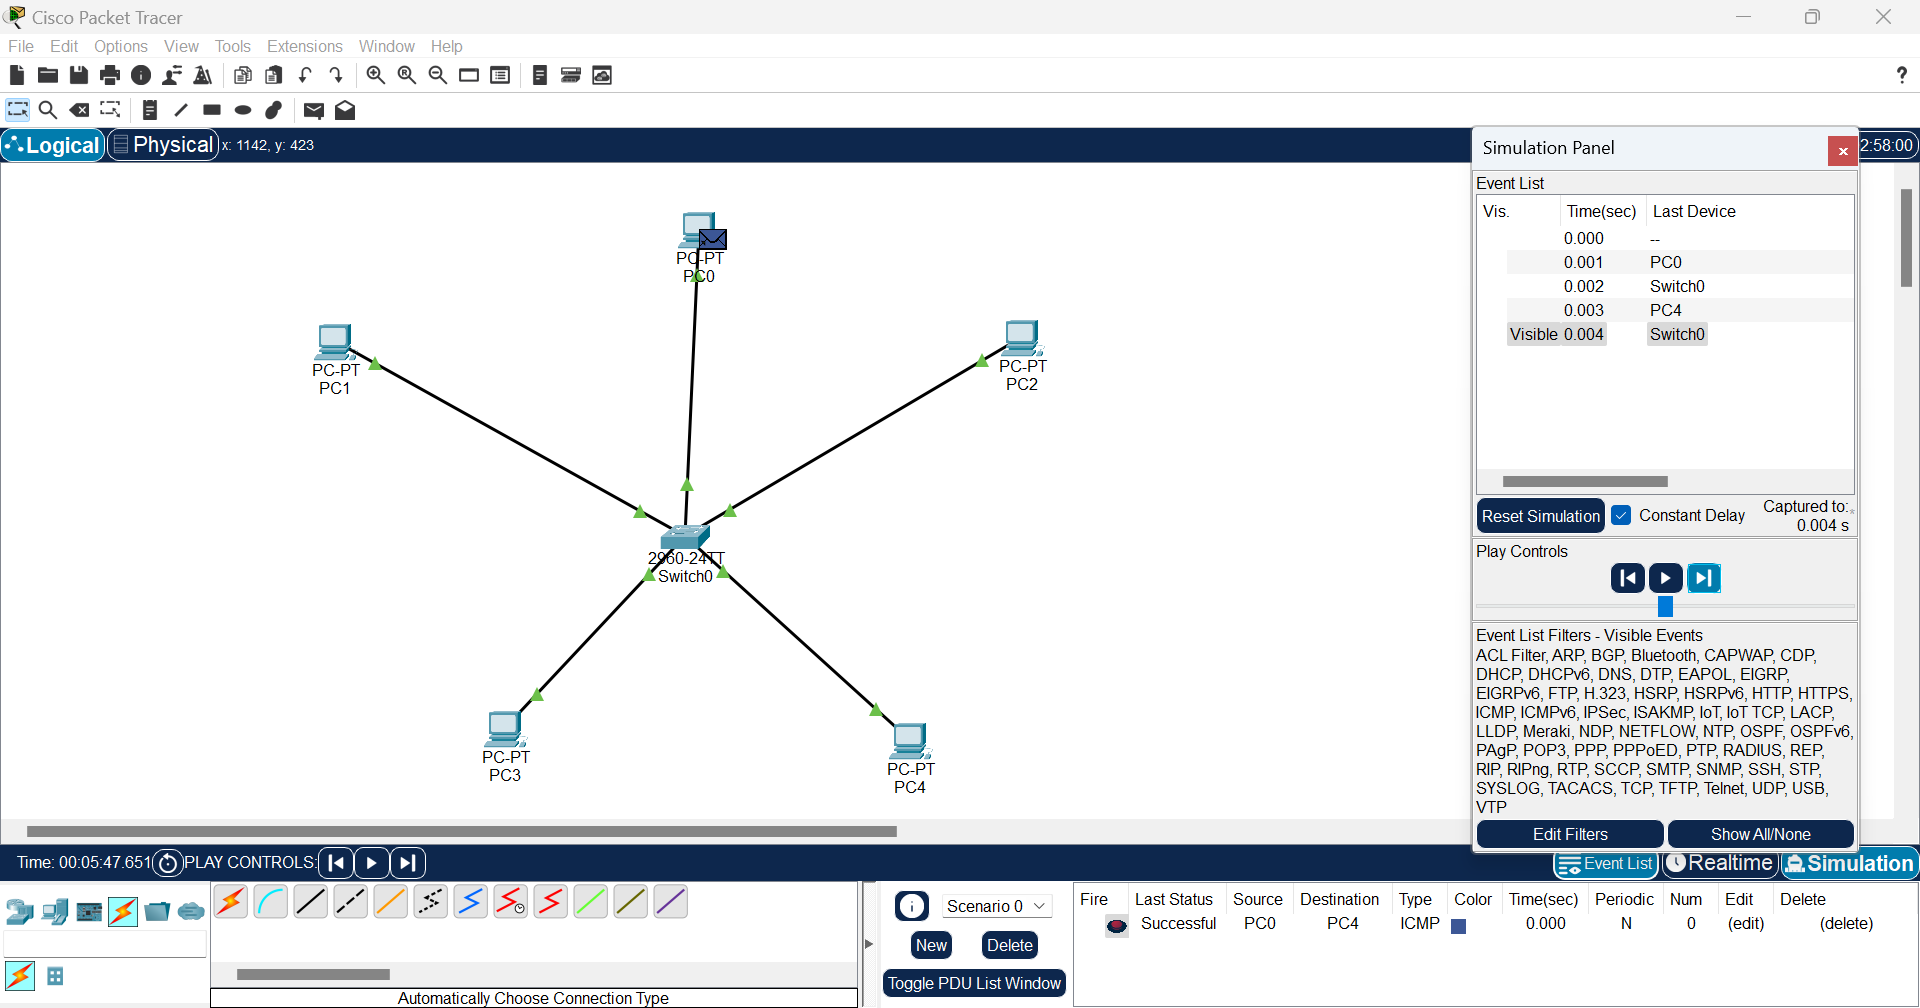 Cisco Packet Tracer
File Edit Options View Tools Extensions Window Help
Logical Physical x: 1142, y: 423
2:58:00
Simulation Panel
Event List
Vis. Time(sec) Last Device
0.000 --
0.001 PC0
0.002 Switch0
0.003 PC4
Visible 0.004 Switch0
Reset Simulation Constant Delay Captured to:*
0.004 s
Play Controls
Event List Filters - Visible Events
ACL Filter, ARP, BGP, Bluetooth, CAPWAP, CDP,
DHCP, DHCPv6, DNS, DTP, EAPOL, EIGRP,
EIGRPv6, FTP, H.323, HSRP, HSRPv6, HTTP, HTTPS,
ICMP, ICMPv6, IPSec, ISAKMP, IoT, IoT TCP, LACP,
LLDP, Meraki, NDP, NETFLOW, NTP, OSPF, OSPFv6,
PAgP, POP3, PPP, PPPoED, PTP, RADIUS, REP,
RIP, RIPng, RTP, SCCP, SMTP, SNMP, SSH, STP,
SYSLOG, TACACS, TCP, TFTP, Telnet, UDP, USB,
VTP
Edit Filters Show All/None
PC-PT
PC0
PC-PT
PC1
PC-PT
PC2
2960-24TT
Switch0
PC-PT
PC3
PC-PT
PC4
Time: 00:05:47.651 PLAY CONTROLS:
Event List Realtime Simulation
Scenario 0
New Delete
Toggle PDU List Window
Fire Last Status Source Destination Type Color Time(sec) Periodic Num Edit Delete
Successful PC0 PC4 ICMP 0.000 N 0 (edit) (delete)
Automatically Choose Connection Type